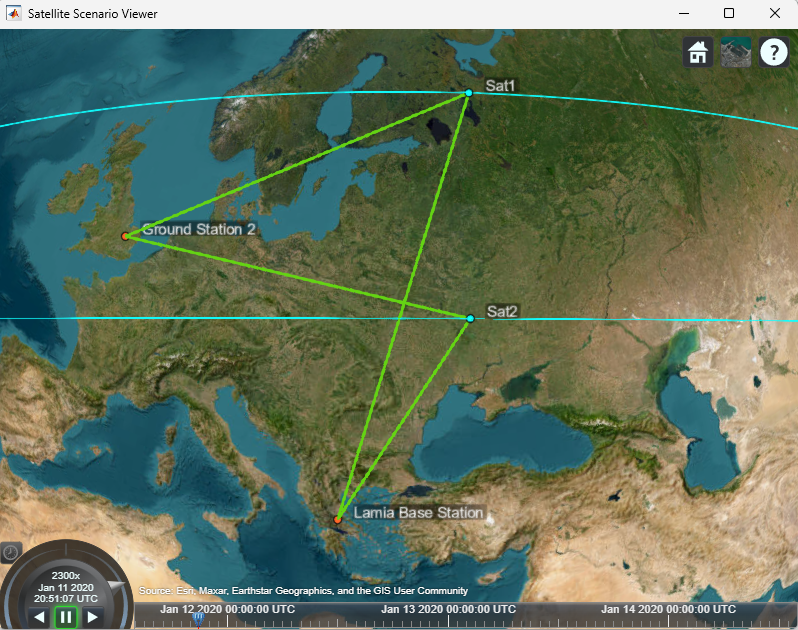 Satellite Scenario Viewer
?
Sat1
Ground Station 2
Sat2
Lamia Base Station
2300x
Jan 11 2020
20:51:07 UTC
Source: Esri, Maxar, Earthstar Geographics, and the GIS User Community
Jan 12 2020 00:00:00 UTC
Jan 13 2020 00:00:00 UTC
Jan 14 2020 00:00:00 UTC